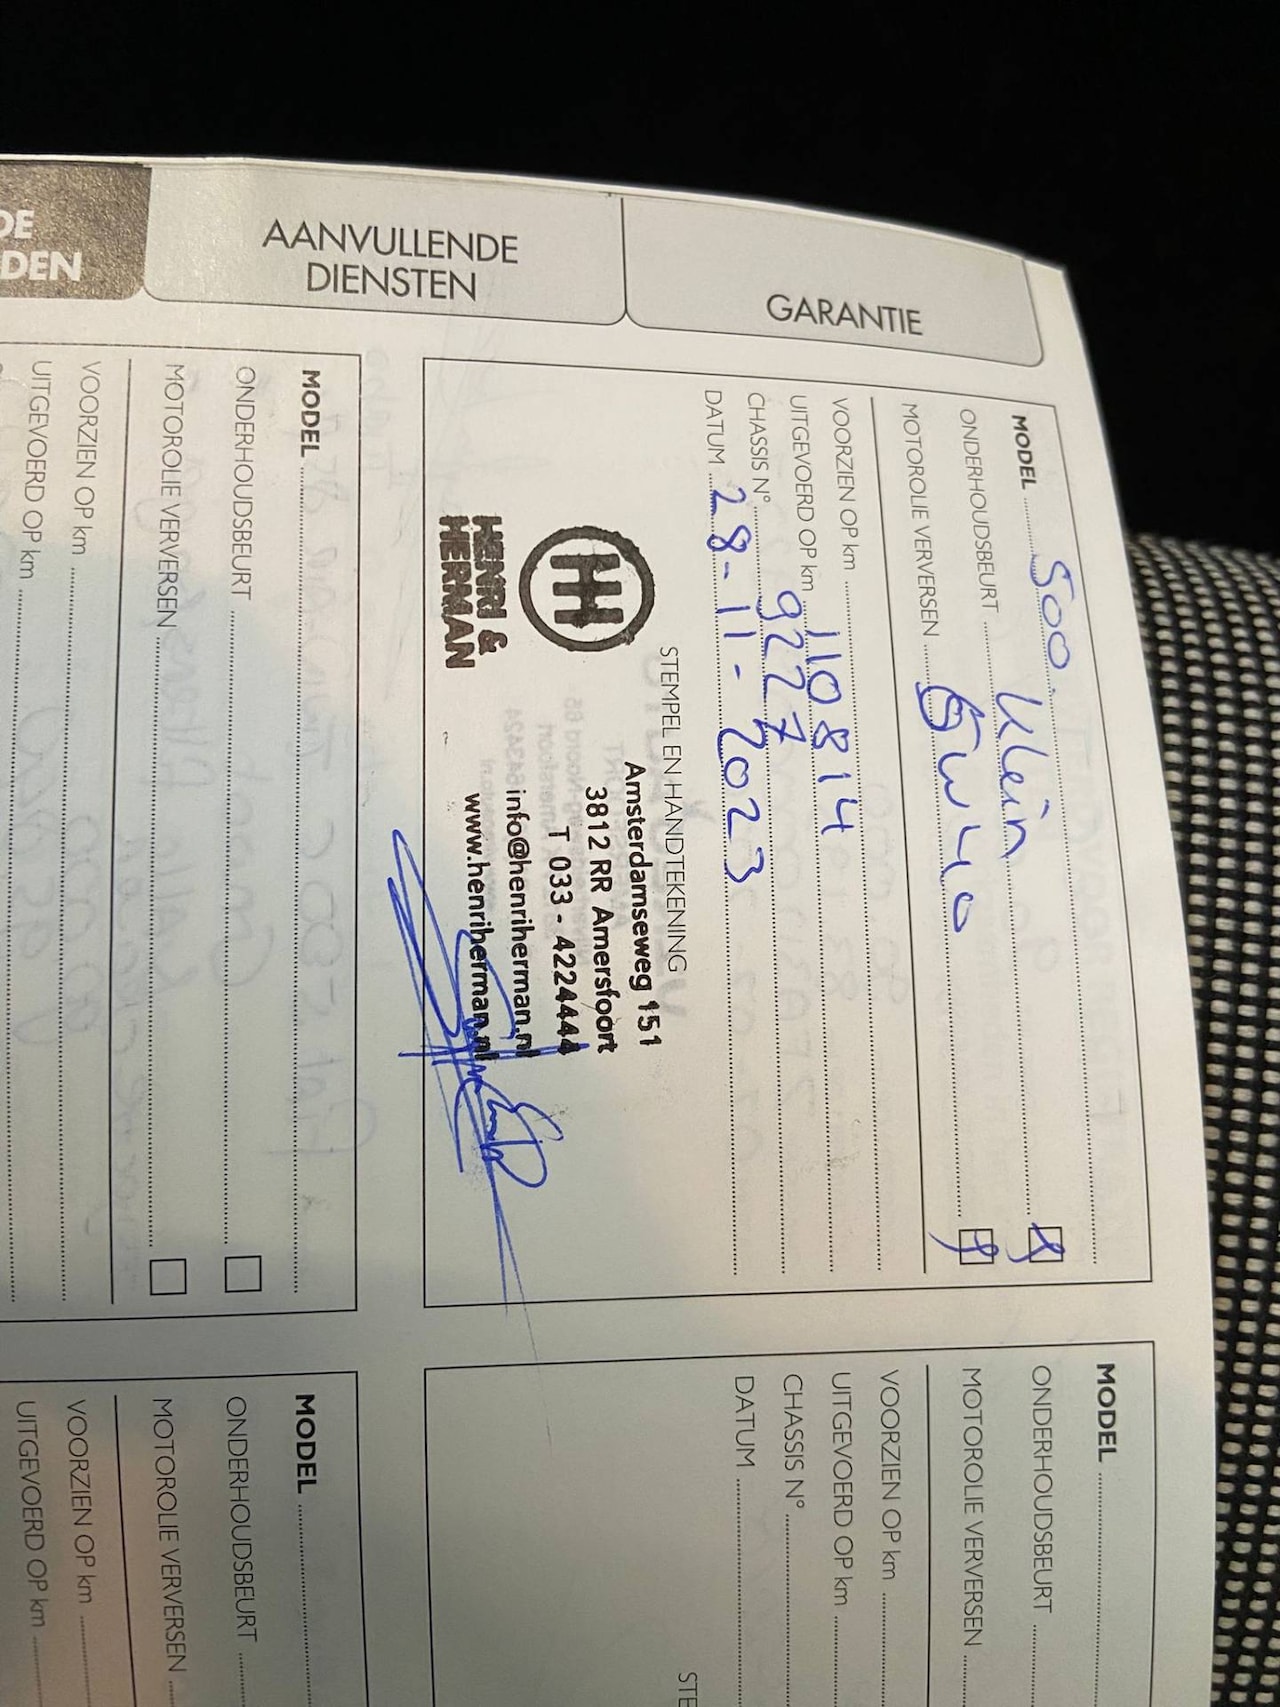 DE
DEN
AANVULLENDE
DIENSTEN
GARANTIE
MODEL 500.
ONDERHOUDSBEURT Klein
MOTOROLIE VERVERSEN 5W40
VOORZIEN OP km
UITGEVOERD OP km 110814
CHASSIS N° 92227
DATUM 28-11-2023
STEMPEL EN HANDTEKENING
HENRI &
HERMAN
Amsterdamseweg 151
3812 RR Amersfoort
T 033 - 4224444
info@henriherman.nl
www.henriherman.nl
MODEL
ONDERHOUDSBEURT
MOTOROLIE VERVERSEN
VOORZIEN OP km
UITGEVOERD OP km
CHASSIS N°
DATUM
STE
MODEL
ONDERHOUDSBEURT
MOTOROLIE VERVERSEN
VOORZIEN OP km
UITGEVOERD OP km
MODEL
ONDERHOUDSBEURT
MOTOROLIE VERVERSEN
VOORZIEN OP km
UITGEVOERD OP km